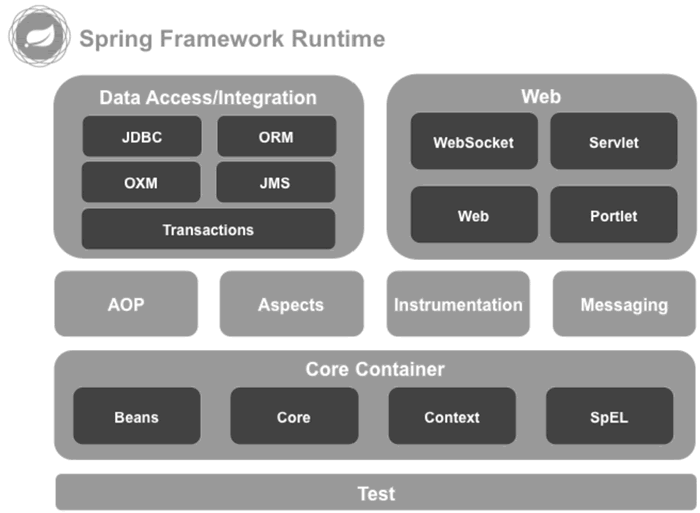 Spring Framework Runtime
Data Access/Integration
JDBC
ORM
OXM
JMS
Transactions
Web
WebSocket
Servlet
Web
Portlet
AOP
Aspects
Instrumentation
Messaging
Core Container
Beans
Core
Context
SpEL
Test